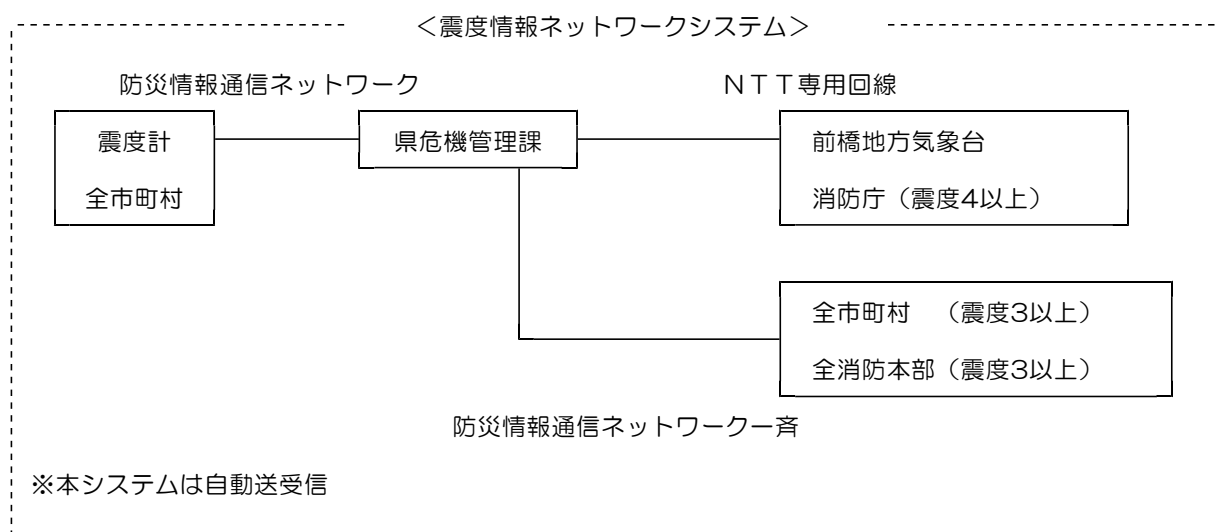 ＜震度情報ネットワークシステム＞
防災情報通信ネットワーク
ＮＴＴ専用回線
震度計
全市町村
県危機管理課
前橋地方気象台
消防庁（震度4以上）
全市町村　（震度3以上）
全消防本部（震度3以上）
防災情報通信ネットワーク一斉
※本システムは自動送受信